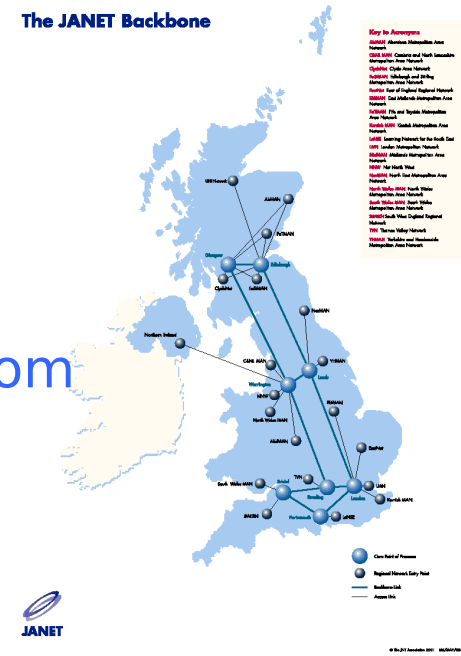 The JANET Backbone
Key to Acronyms
AbMAN Aberdeen Metropolitan Area
Network
C&NL MAN Cumbria and North Lancashire
Metropolitan Area Network
ClydeNet Clyde Area Network
EaStMAN Edinburgh and Stirling
Metropolitan Area Network
EastNet East of England Regional Network
EMMAN East Midlands Metropolitan Area
Network
FaTMAN Fife and Tayside Metropolitan
Area Network
Kentish MAN Kentish Metropolitan Area
Network
LeNSE Learning Network for the South East
LMN London Metropolitan Network
MidMAN Midlands Metropolitan Area
Network
NNW Net North West
NorMAN North East Metropolitan Area
Network
North Wales MAN North Wales
Metropolitan Area Network
South Wales MAN South Wales
Metropolitan Area Network
SWERN South West England Regional
Network
TVN Thames Valley Network
YHMAN Yorkshire and Humberside
Metropolitan Area Network
UHI Network
AbMAN
FaTMAN
Glasgow
Edinburgh
ClydeNet
EaStMAN
NorMAN
Northern Ireland
om
C&NL MAN
YHMAN
Leeds
Warrington
NNW
EMMAN
North Wales MAN
MidMAN
EastNet
TVN
South Wales MAN
Bristol
LMN
Reading
London
Kentish MAN
SWERN
Portsmouth
LeNSE
Core Point of Presence
Regional Network Entry Point
Backbone Link
Access Link
JANET
© The JNT Association 2001